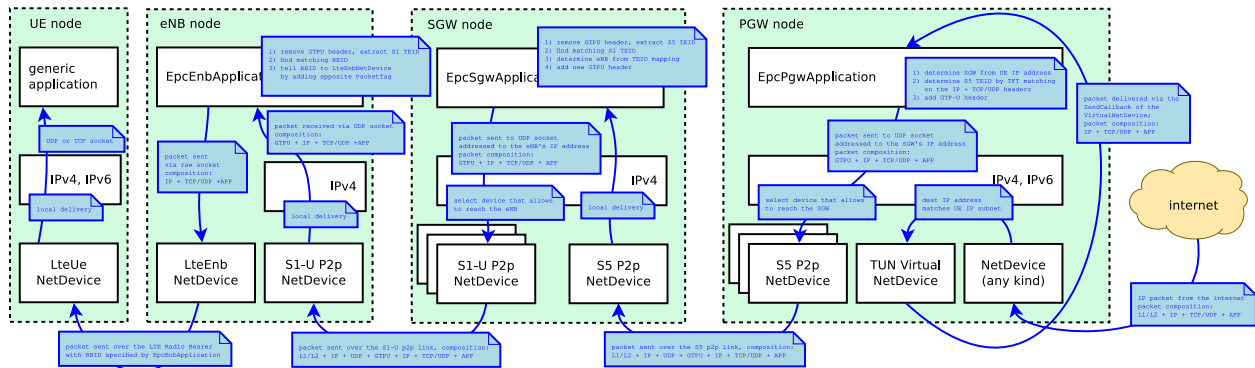 UE node
generic
application
UDP or TCP socket
IPv4, IPv6
local delivery
LteUe
NetDevice
packet sent over the LTE Radio Bearer
with RBID specified by EpcEnbApplication
eNB node
1) remove GTPU header, extract S1 TEID
2) find matching RBID
3) tell RBID to LteEnbNetDevice
by adding apposite PacketTag
EpcEnbApplication
packet received via UDP socket
composition:
GTPU + IP + TCP/UDP +APP
packet sent
via raw socket
composition:
IP + TCP/UDP +APP
IPv4
local delivery
LteEnb
NetDevice
S1-U P2p
NetDevice
packet sent over the S1-U p2p link, composition:
L1/L2 + IP + UDP + GTPU + IP + TCP/UDP + APP
SGW node
1) remove GTPU header, extract S5 TEID
2) find matching S1 TEID
3) determine eNB from TEID mapping
4) add new GTPU header
EpcSgwApplication
packet sent to UDP socket
addressed to the eNB's IP address
packet composition:
GTPU + IP + TCP/UDP + APP
IPv4
select device that allows
to reach the eNB
local delivery
S1-U P2p
NetDevice
S5 P2p
NetDevice
packet sent over the S5 p2p link, composition:
L1/L2 + IP + UDP + GTPU + IP + TCP/UDP + APP
PGW node
EpcPgwApplication
1) determine SGW from UE IP address
2) determine S5 TEID by TFT matching
on the IP + TCP/UDP headers
3) add GTP-U header
packet sent to UDP socket
addressed to the SGW's IP address
packet composition:
GTPU + IP + TCP/UDP + APP
IPv4, IPv6
select device that allows
to reach the SGW
dest IP address
matches UE IP subnet
S5 P2p
NetDevice
TUN Virtual
NetDevice
NetDevice
(any kind)
packet delivered via the
SendCallback of the
VirtualNetDevice;
packet composition:
IP + TCP/UDP + APP
internet
IP packet from the internet
packet composition:
L1/L2 + IP + TCP/UDP + APP